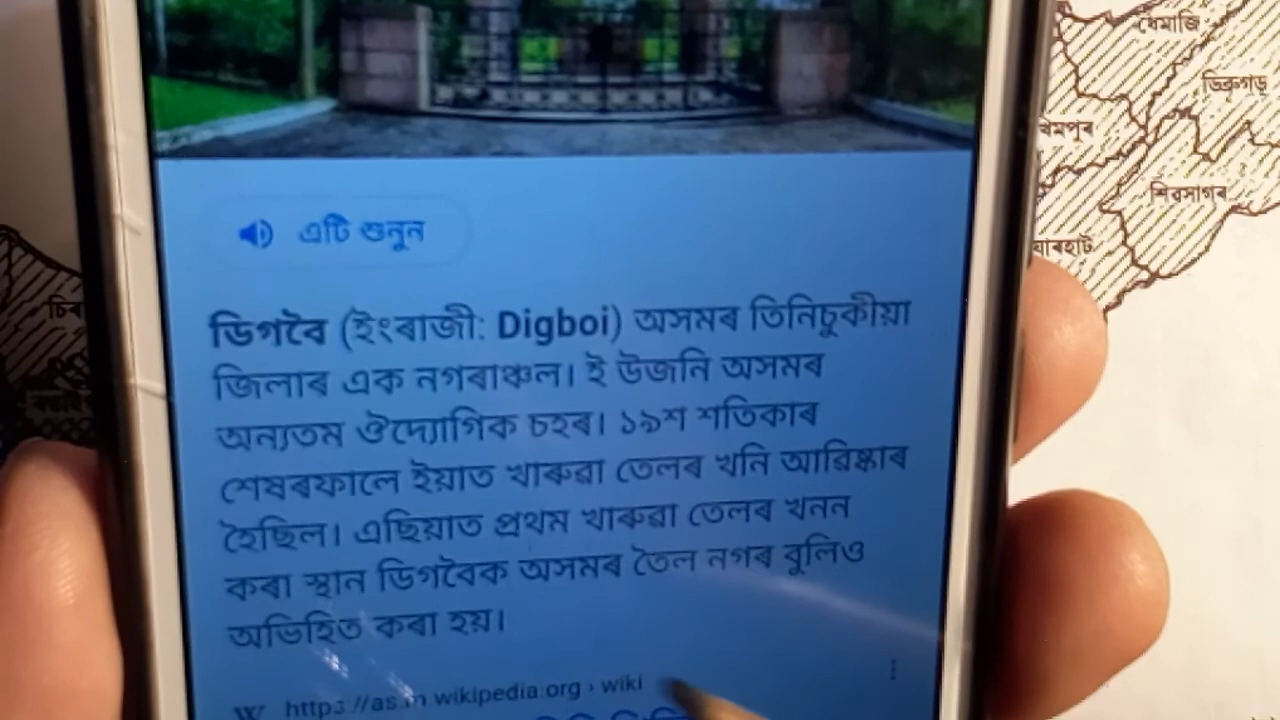 ধেমাজি
ডিব্ৰুগড়
শিৱসাগৰ
এটি শুনুন
ডিগবৈ (ইংৰাজী: Digboi) অসমৰ তিনিচুকীয়া
জিলাৰ এক নগৰাঞ্চল। ই উজনি অসমৰ
অন্যতম ঔদ্যোগিক চহৰ। ১৯শ শতিকাৰ
শেষৰফালে ইয়াত খাৰুৱা তেলৰ খনি আৱিষ্কাৰ
হৈছিল। এছিয়াত প্ৰথম খাৰুৱা তেলৰ খনন
কৰা স্থান ডিগবৈক অসমৰ তৈল নগৰ বুলিও
অভিহিত কৰা হয়।
https://as.m.wikipedia.org › wiki